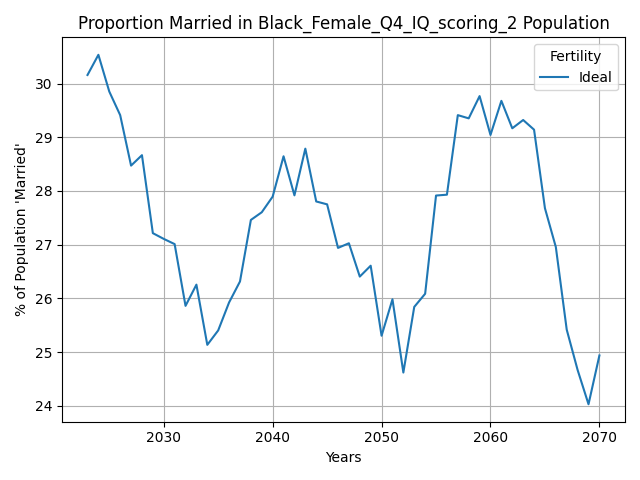 Proportion Married in Black_Female_Q4_IQ_scoring_2 Population
Fertility
Ideal
% of Population 'Married'
30
29
28
27
26
25
24
2030
2040
2050
2060
2070
Years